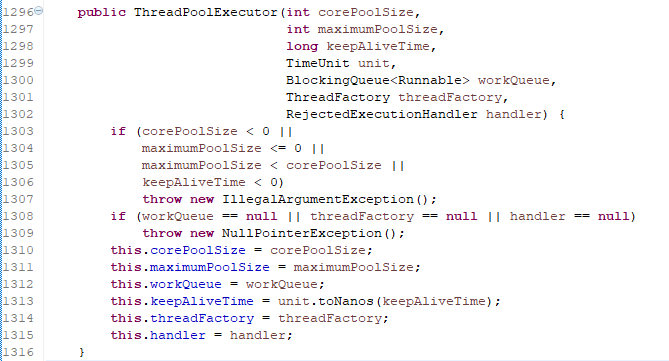 1296 public ThreadPoolExecutor(int corePoolSize,
1297 int maximumPoolSize,
1298 long keepAliveTime,
1299 TimeUnit unit,
1300 BlockingQueue<Runnable> workQueue,
1301 ThreadFactory threadFactory,
1302 RejectedExecutionHandler handler) {
1303 if (corePoolSize < 0 ||
1304 maximumPoolSize <= 0 ||
1305 maximumPoolSize < corePoolSize ||
1306 keepAliveTime < 0)
1307 throw new IllegalArgumentException();
1308 if (workQueue == null || threadFactory == null || handler == null)
1309 throw new NullPointerException();
1310 this.corePoolSize = corePoolSize;
1311 this.maximumPoolSize = maximumPoolSize;
1312 this.workQueue = workQueue;
1313 this.keepAliveTime = unit.toNanos(keepAliveTime);
1314 this.threadFactory = threadFactory;
1315 this.handler = handler;
1316 }